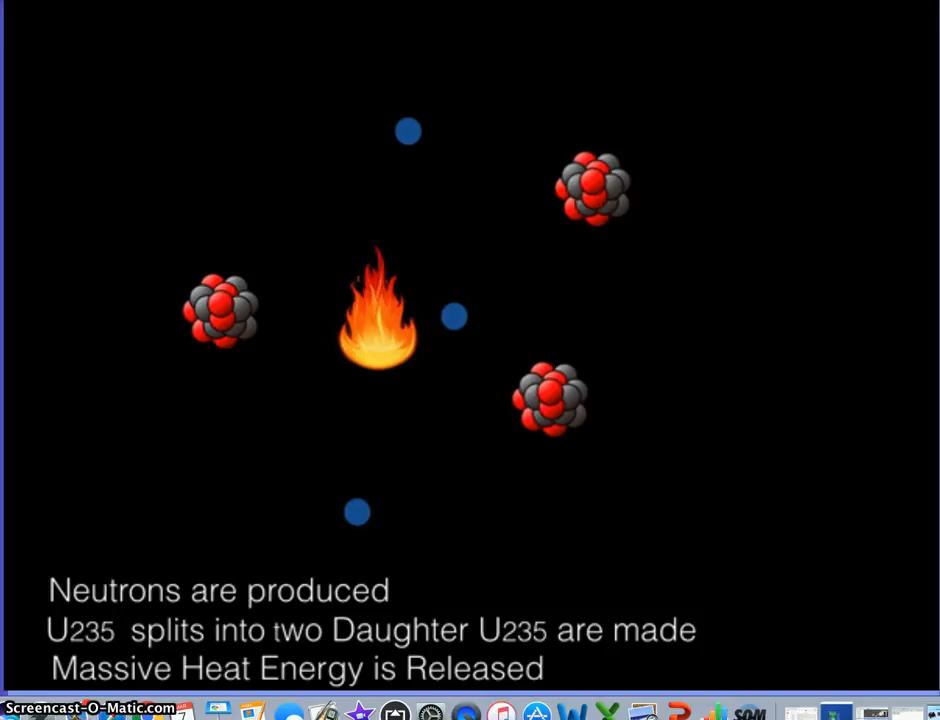 Neutrons are produced
U235 splits into two Daughter U235 are made
Massive Heat Energy is Released
Screencast-O-Matic.com
SOM